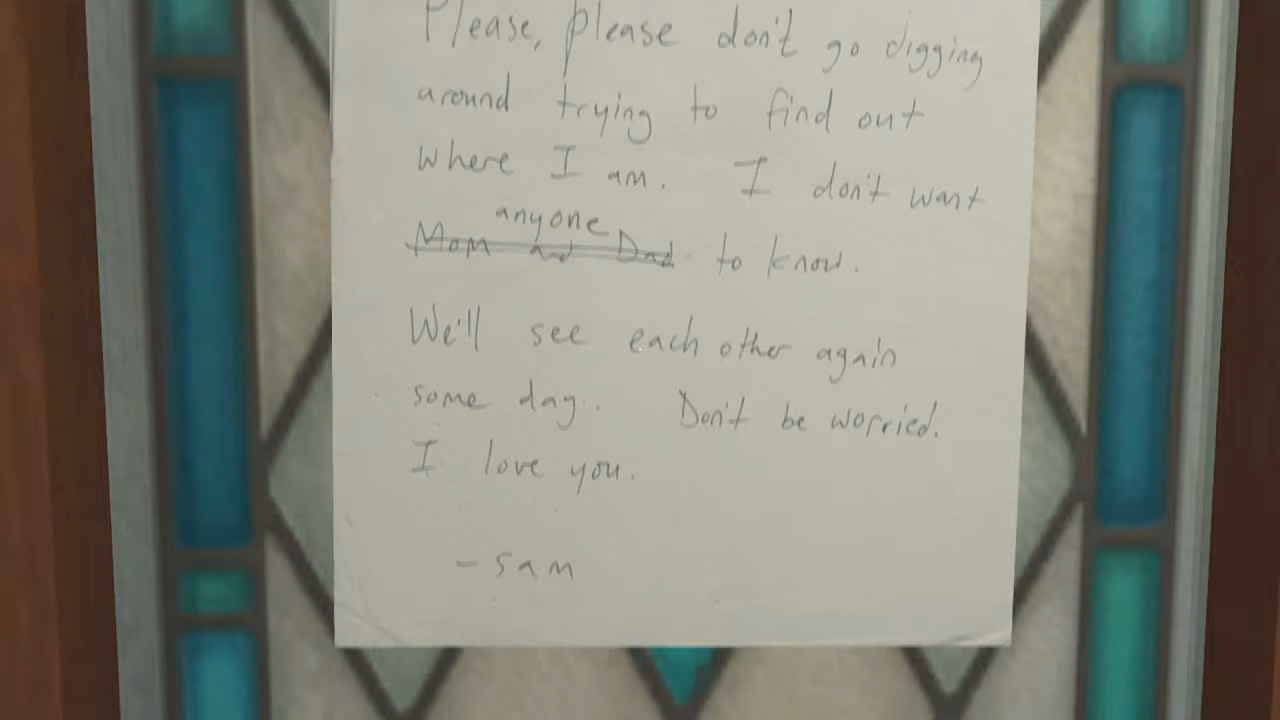 Please, please don't go digging
around trying to find out
where I am. I don't want
anyone
Mom and Dad to know.
We'll see each other again
some day. Don't be worried.
I love you.
- Sam